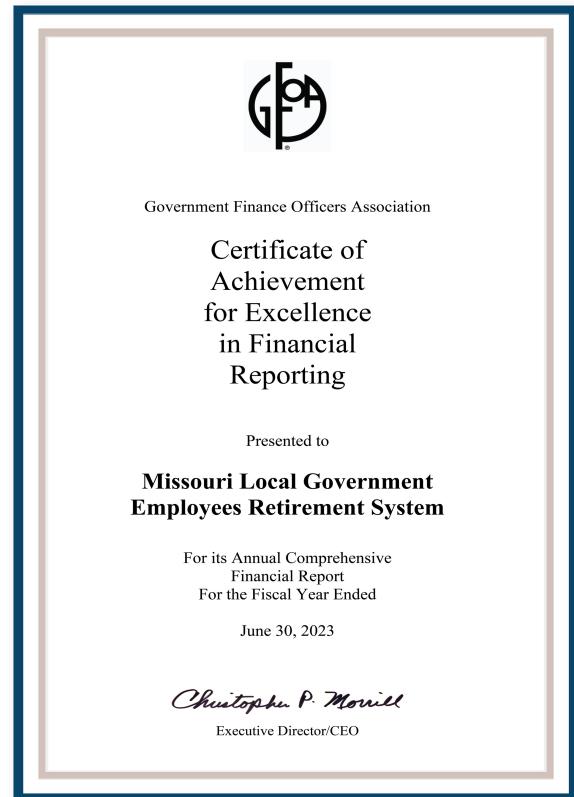 GFOA
®
Government Finance Officers Association
Certificate of
Achievement
for Excellence
in Financial
Reporting
Presented to
Missouri Local Government
Employees Retirement System
For its Annual Comprehensive
Financial Report
For the Fiscal Year Ended
June 30, 2023
Christopher P. Morrill
Executive Director/CEO